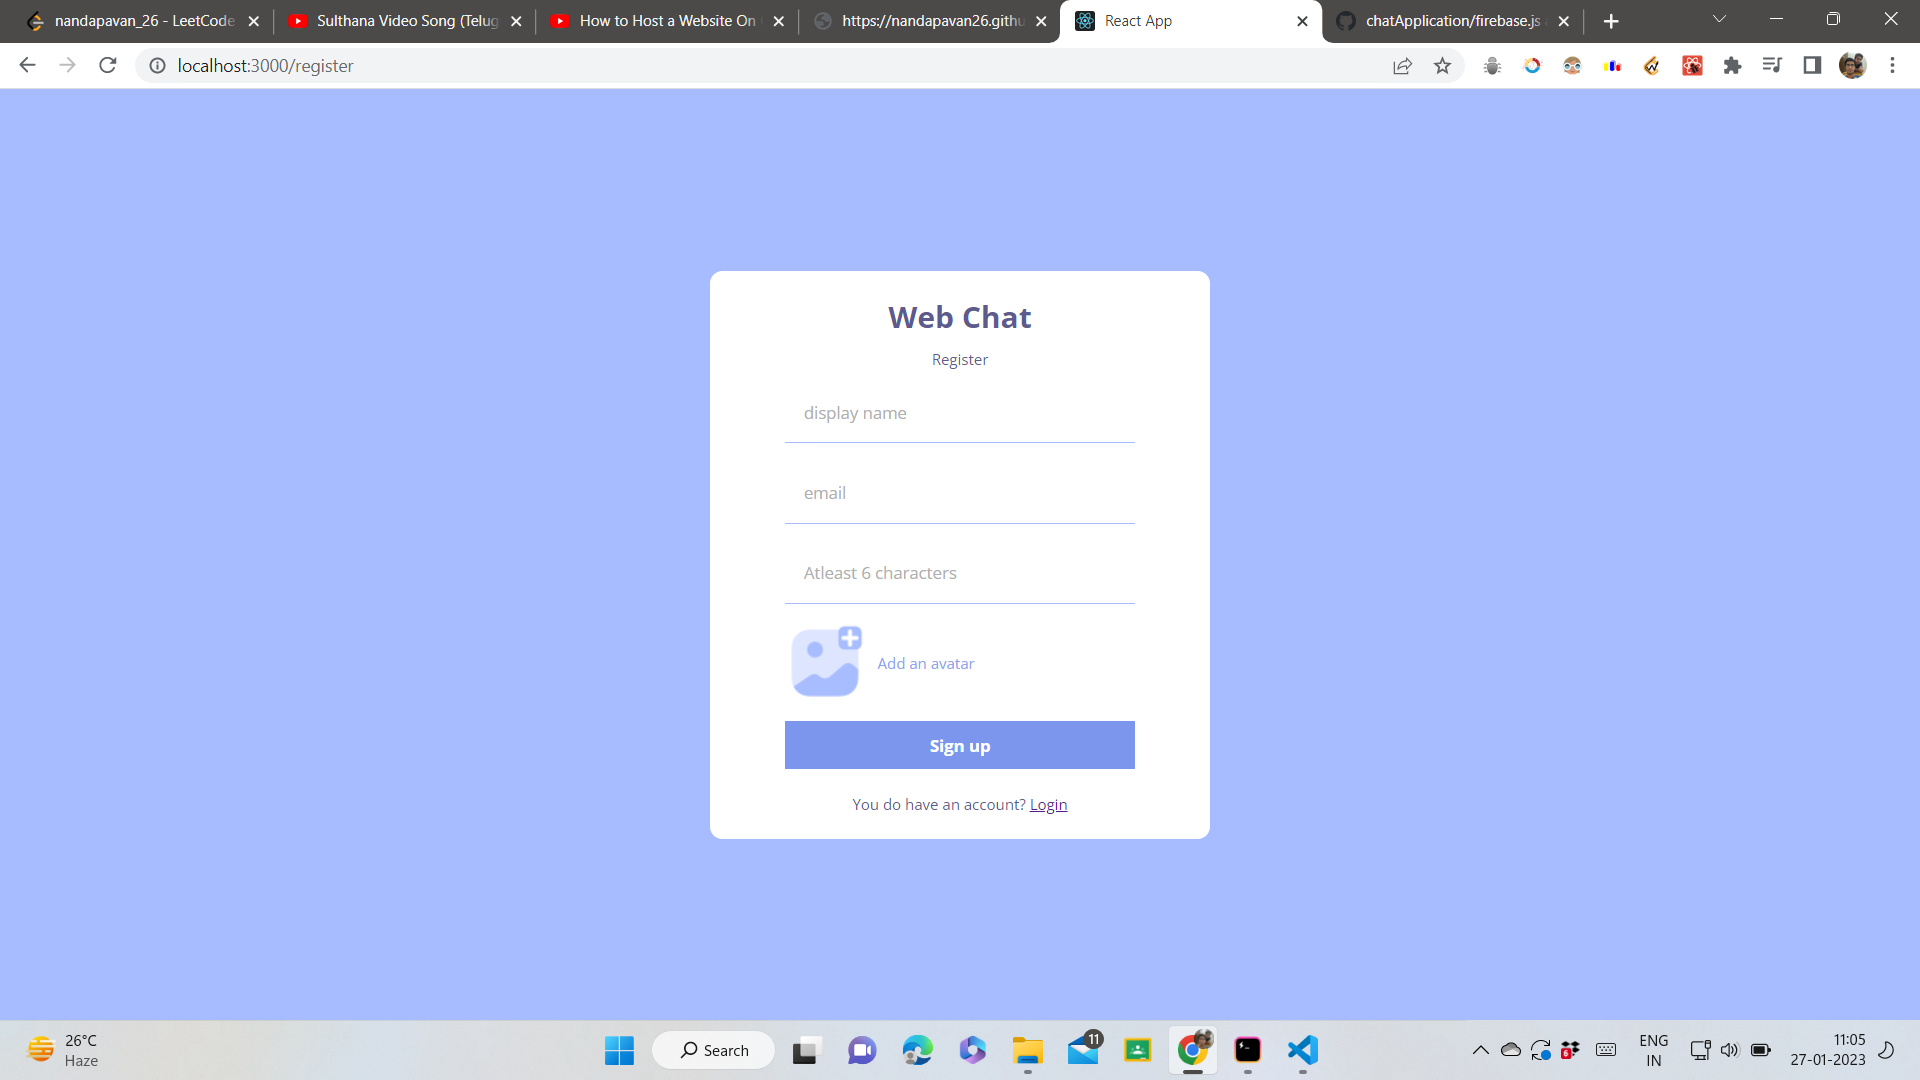 nandapavan_26 - LeetCode
Sulthana Video Song (Telug
How to Host a Website On
https://nandapavan26.githu
React App
chatApplication/firebase.js
localhost:3000/register
Web Chat
Register
display name
email
Atleast 6 characters
Add an avatar
Sign up
You do have an account? Login
26°C
Haze
Search
11
6
ENG
IN
11:05
27-01-2023